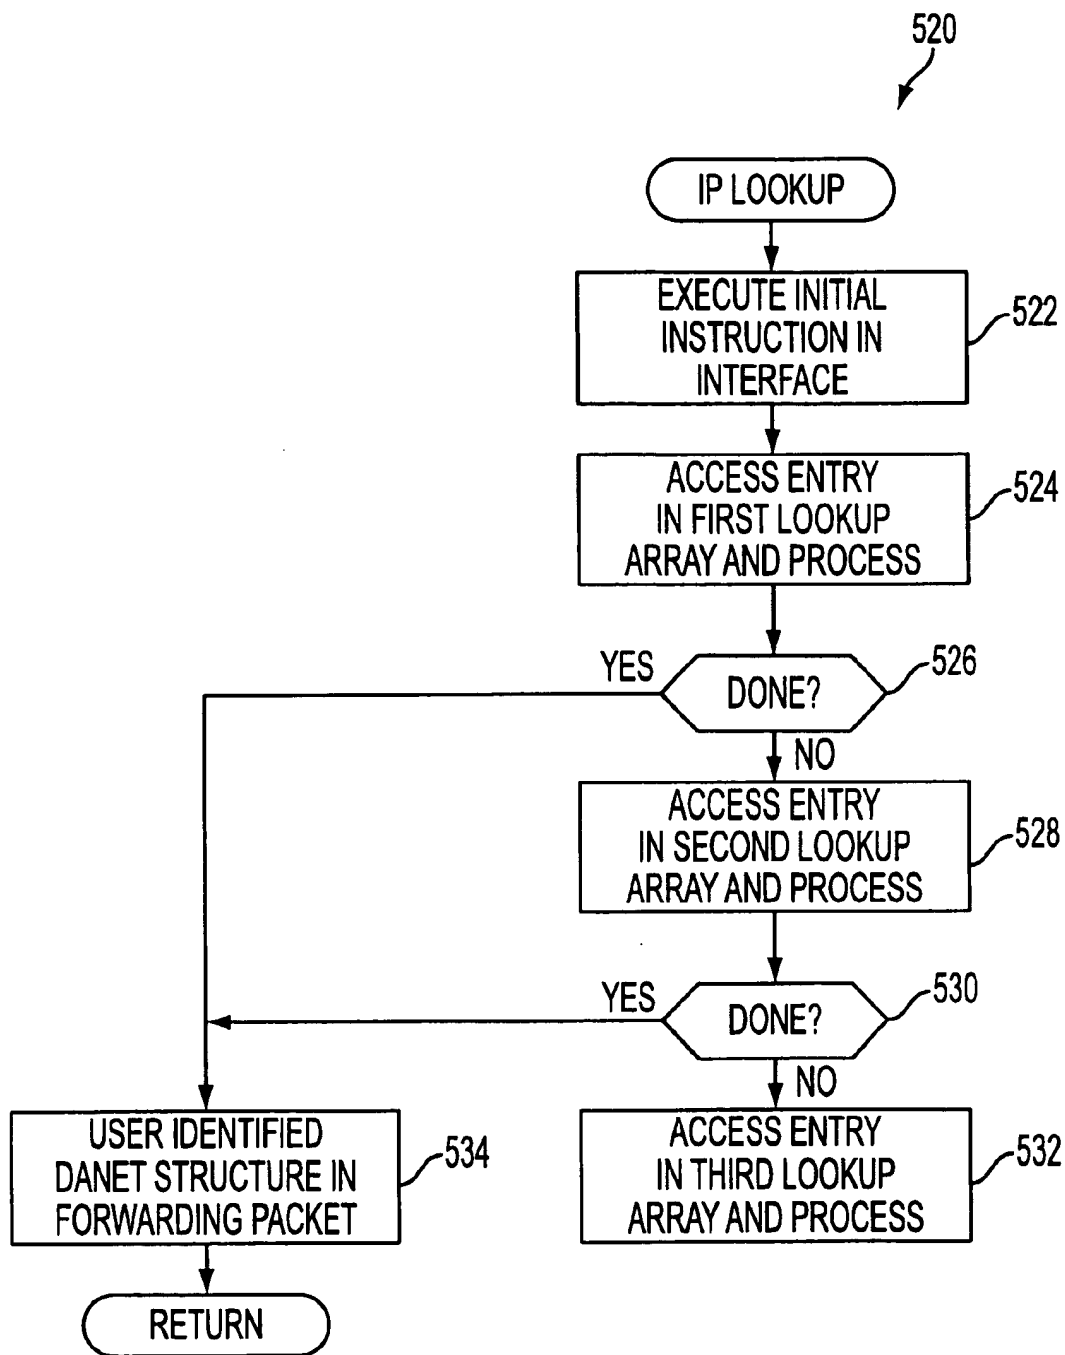 520
IP LOOKUP
EXECUTE INITIAL
INSTRUCTION IN
INTERFACE
522
ACCESS ENTRY
IN FIRST LOOKUP
ARRAY AND PROCESS
524
YES
DONE?
526
NO
ACCESS ENTRY
IN SECOND LOOKUP
ARRAY AND PROCESS
528
YES
DONE?
530
NO
USER IDENTIFIED
DANET STRUCTURE IN
FORWARDING PACKET
534
ACCESS ENTRY
IN THIRD LOOKUP
ARRAY AND PROCESS
532
RETURN